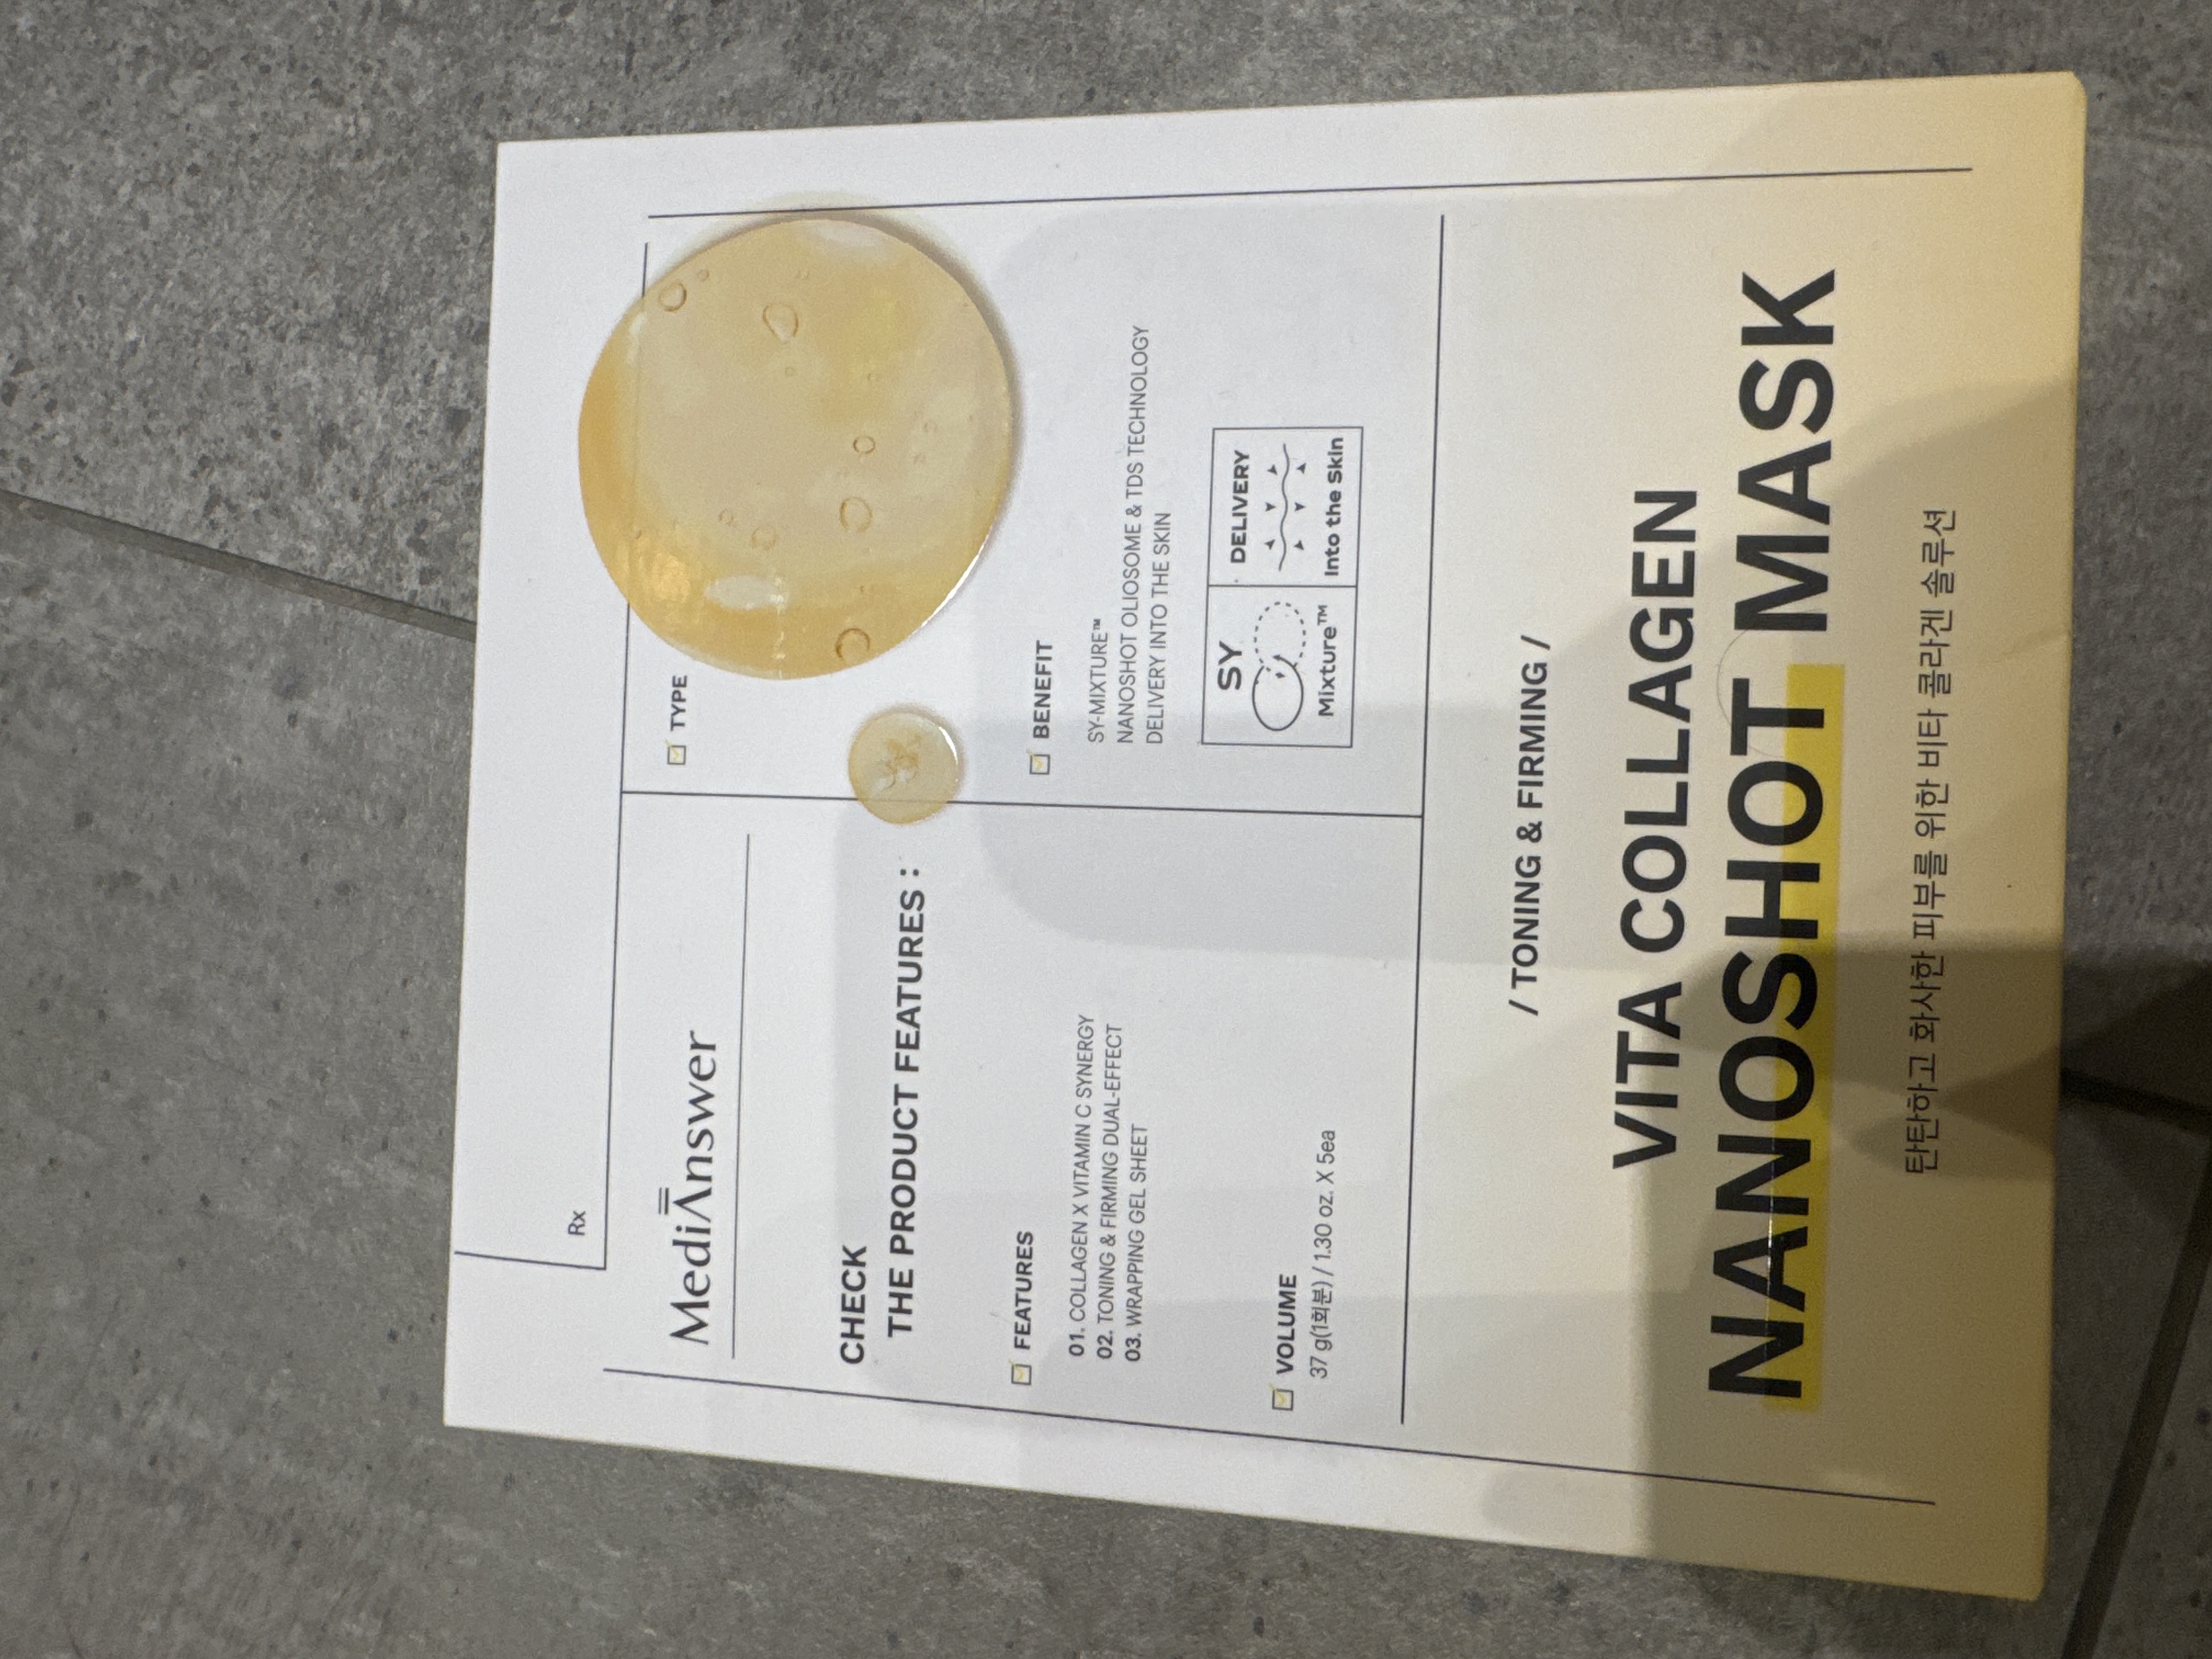 Rx
MediAnswer
CHECK
THE PRODUCT FEATURES :
FEATURES
01. COLLAGEN X VITAMIN C SYNERGY
02. TONING & FIRMING DUAL-EFFECT
03. WRAPPING GEL SHEET
VOLUME
37 g(1회분) / 1.30 oz. X 5ea
TYPE
BENEFIT
SY-MIXTURE™
NANOSHOT OLIOSOME & TDS TECHNOLOGY
DELIVERY INTO THE SKIN
SY
Mixture™
DELIVERY
Into the Skin
/ TONING & FIRMING /
VITA COLLAGEN
NANOSHOT MASK
탄탄하고 화사한 피부를 위한 비타 콜라겐 솔루션